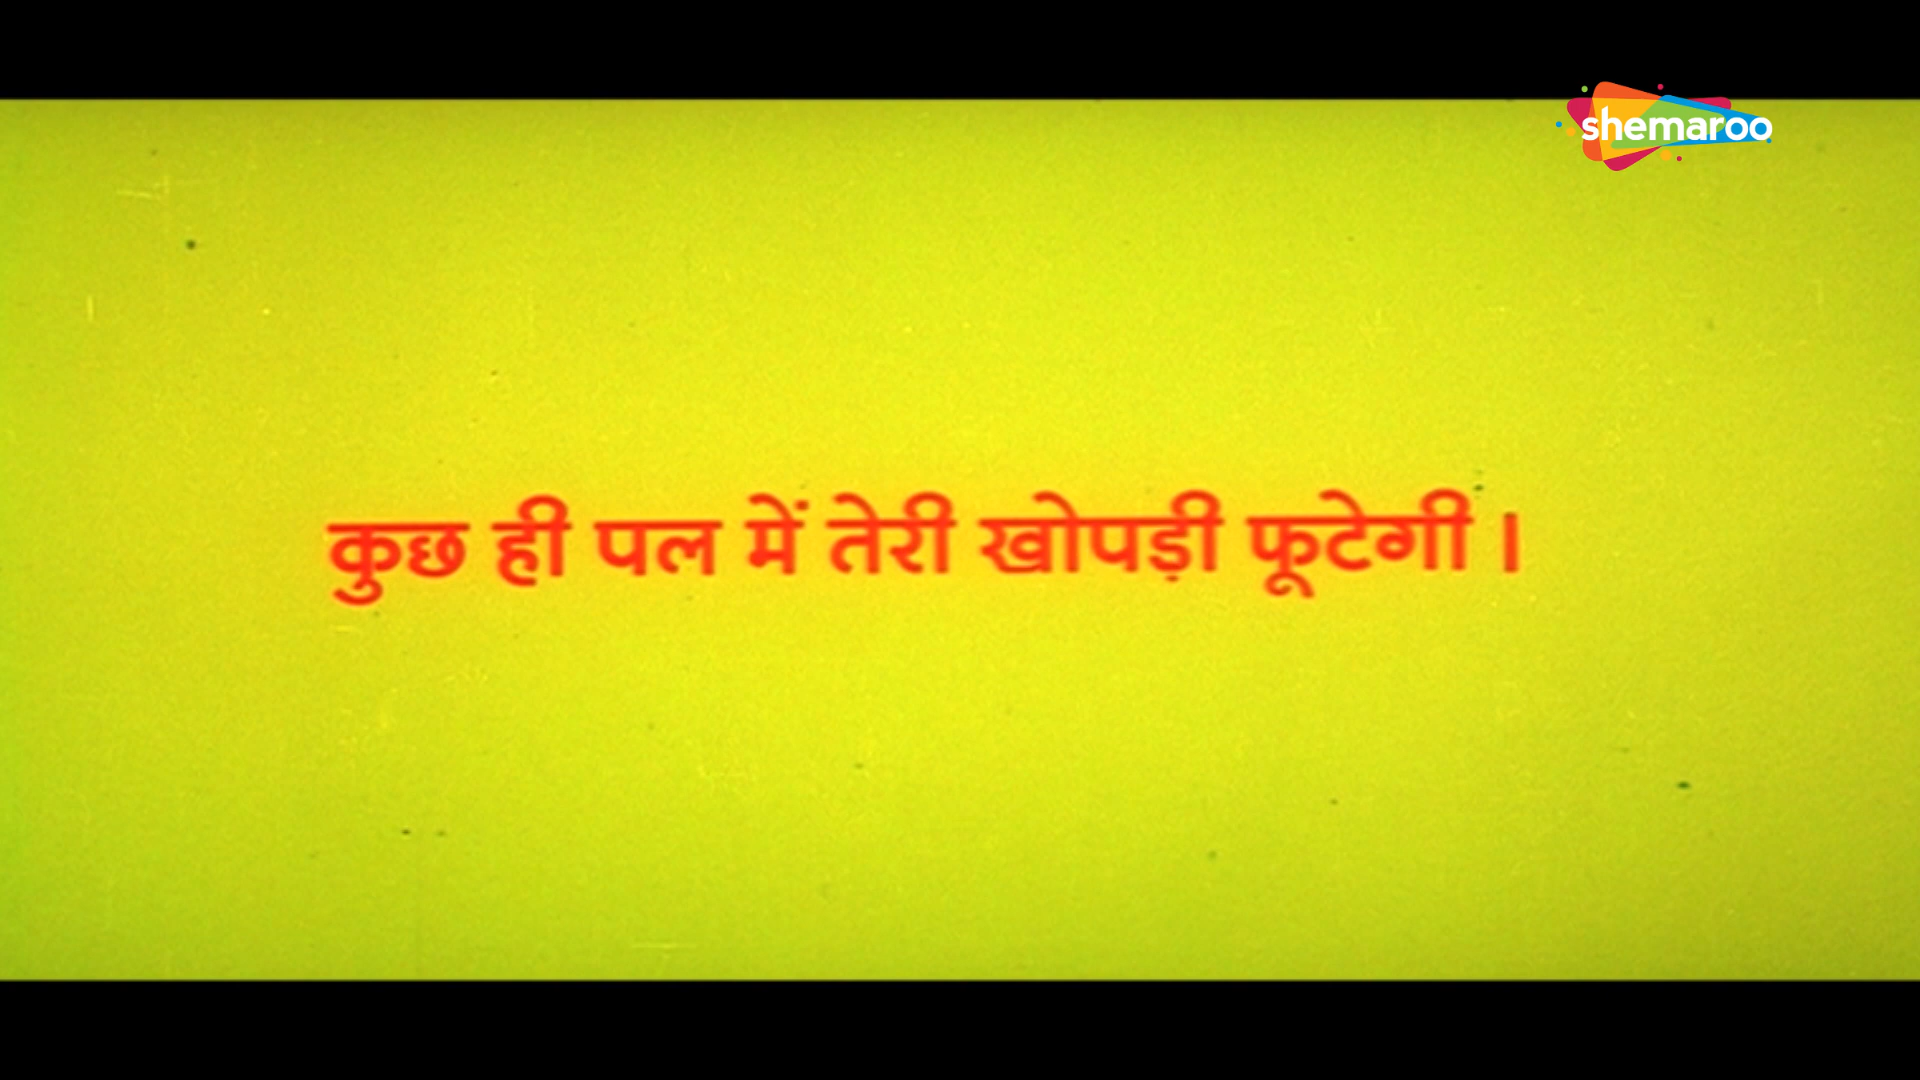 shemaroo
कुछ ही पल में तेरी खोपड़ी फूटेगी ।